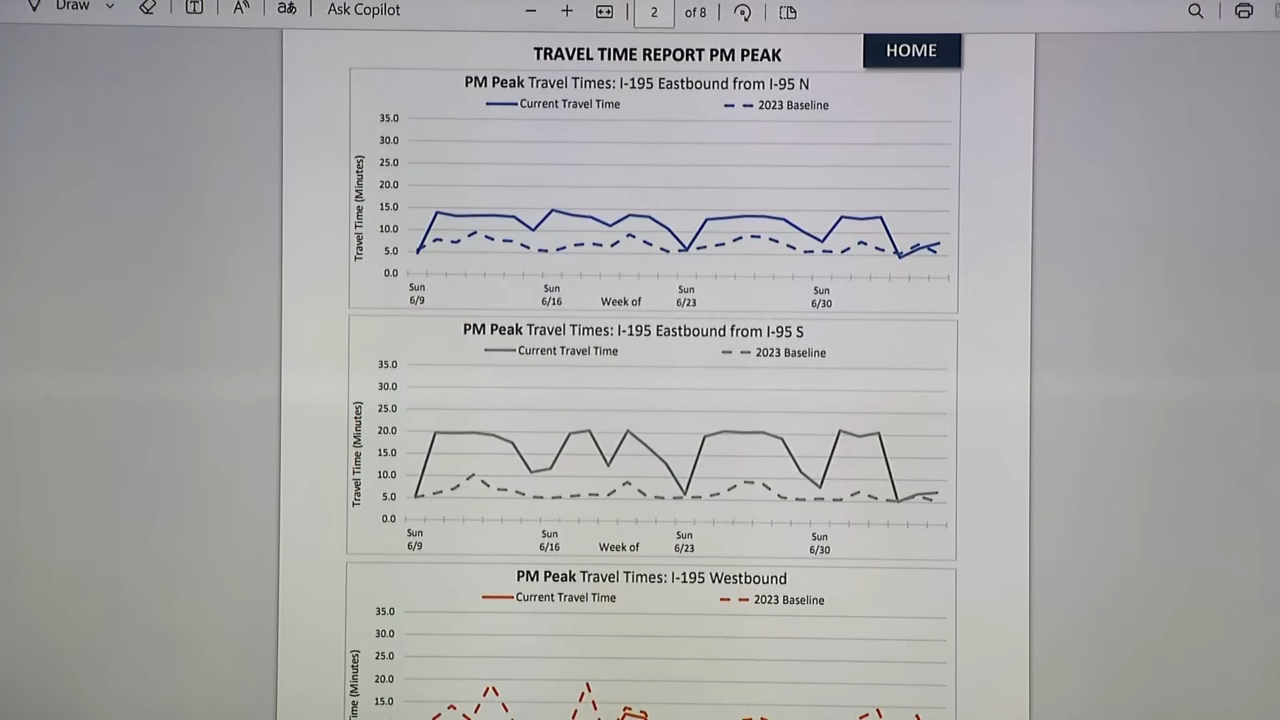 Draw
Ask Copilot
2 of 8
TRAVEL TIME REPORT PM PEAK
HOME
PM Peak Travel Times: I-195 Eastbound from I-95 N
Current Travel Time
2023 Baseline
Travel Time (Minutes)
35.0
30.0
25.0
20.0
15.0
10.0
5.0
0.0
Sun
6/9
Sun
6/16
Week of
Sun
6/23
Sun
6/30
PM Peak Travel Times: I-195 Eastbound from I-95 S
Current Travel Time
2023 Baseline
Travel Time (Minutes)
35.0
30.0
25.0
20.0
15.0
10.0
5.0
0.0
Sun
6/9
Sun
6/16
Week of
Sun
6/23
Sun
6/30
PM Peak Travel Times: I-195 Westbound
Current Travel Time
2023 Baseline
Time (Minutes)
35.0
30.0
25.0
20.0
15.0